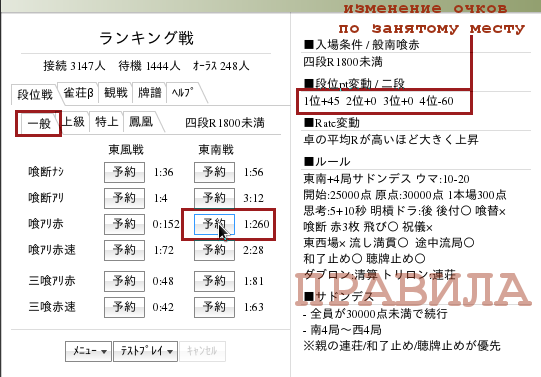 изменение очков
по занятому месту
ランキング戦
接続 3147人 待機 1444人 オーラス 248人
段位戦 雀荘β 観戦 牌譜 ヘルプ
一般 上級 特上 鳳凰 四段R1800未満
東風戦 東南戦
喰断ナシ 予約 1:36 予約 1:56
喰断アリ 予約 1:4 予約 3:12
喰アリ赤 予約 0:152 予約 1:260
喰アリ赤速 予約 1:72 予約 2:28
三喰アリ赤 予約 0:48 予約 1:81
三喰赤速 予約 0:42 予約 1:63
メニュー テストプレイ キャンセル
■入場条件 / 般南喰赤
四段R1800未満
■段位pt変動 / 二段
1位+45 2位+0 3位+0 4位-60
■Rate変動
卓の平均Rが高いほど大きく上昇
■ルール
東南+4局サドンデス ウマ:10-20
開始:25000点 原点:30000点 1本場300点
思考:5+10秒 明槓ドラ:後 後付〇 喰替×
喰断 赤3枚 飛び〇 祝儀×
東西場× 流し満貫〇 途中流局〇
和了止め〇 聴牌止め〇
ダブロン:清算 トリロン:連荘
ПРАВИЛА
■サドンデス
- 全員が30000点未満で続行
- 南4局～西4局
※親の連荘/和了止め/聴牌止めが優先